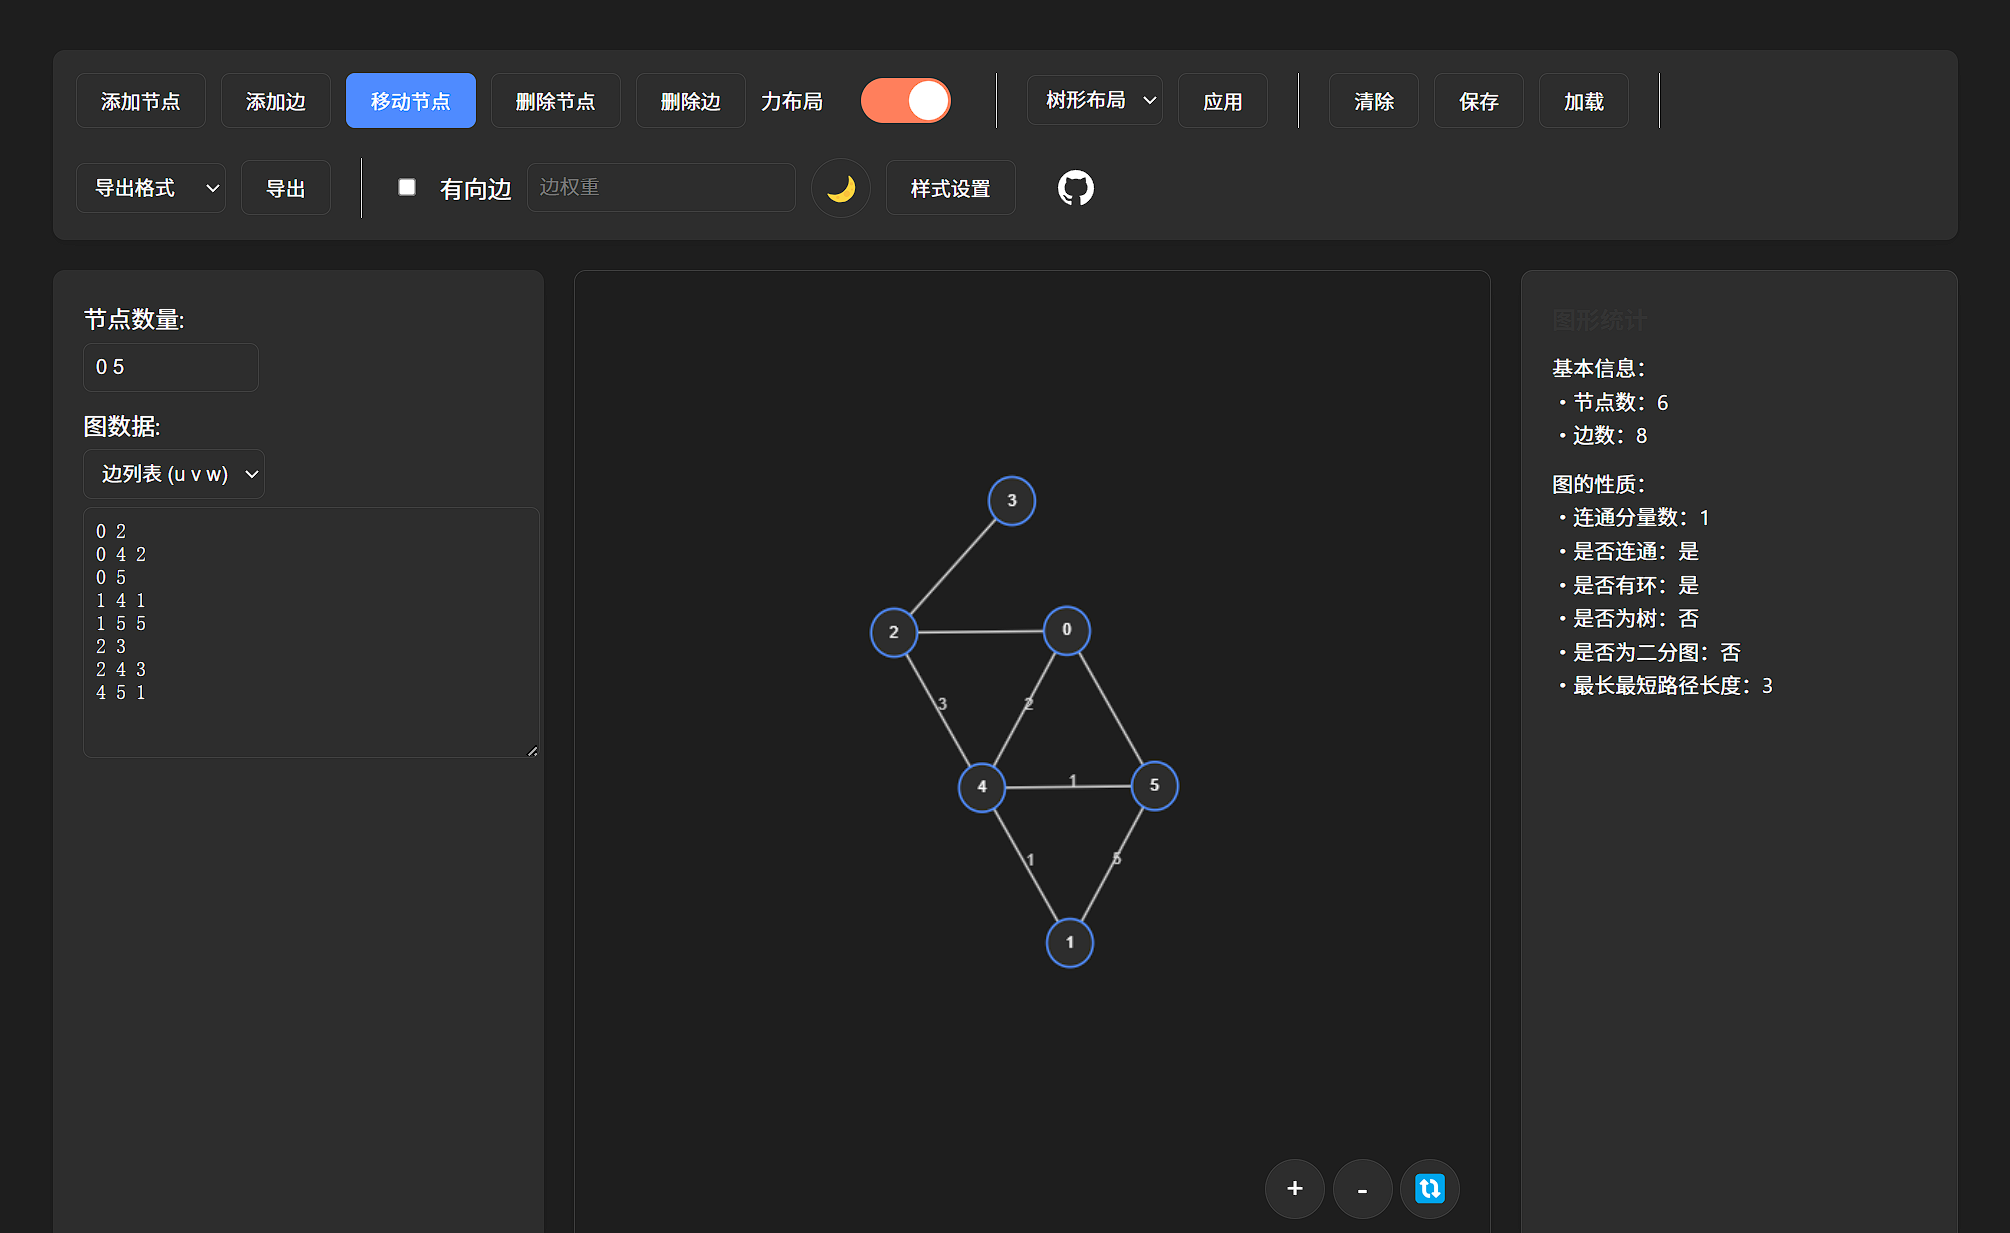 添加节点 添加边 移动节点 删除节点 删除边 力布局 树形布局 应用 清除 保存 加载
导出格式 导出 有向边 边权重 样式设置
节点数量:
0 5
图数据:
边列表 (u v w)
0 2
0 4 2
0 5
1 4 1
1 5 5
2 3
2 4 3
4 5 1
3
2
0
3
2
4
1
5
1
5
1
+
-
图形统计
基本信息：
・节点数：6
・边数：8
图的性质：
・连通分量数：1
・是否连通：是
・是否有环：是
・是否为树：否
・是否为二分图：否
・最长最短路径长度：3